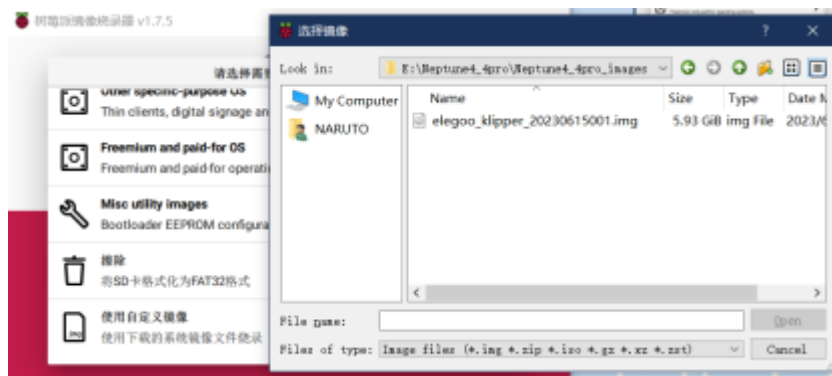 树莓派镜像烧录器 v1.7.5
请选择需
Other specific-purpose OS
Thin clients, digital signage an
Freemium and paid-for OS
Freemium and paid-for operati
Misc utility images
Bootloader EEPROM configura
擦除
将SD卡格式化为FAT32格式
使用自定义镜像
使用下载的系统镜像文件烧录
选择镜像
Look in: E:\Neptune4_4pro\Neptune4_4pro_images
My Computer
NARUTO
Name Size Type Date M
elegoo_klipper_20230615001.img 5.93 GiB img File 2023/6
File name: Open
Files of type: Image files (*.img *.zip *.iso *.gz *.xz *.zst) Cancel